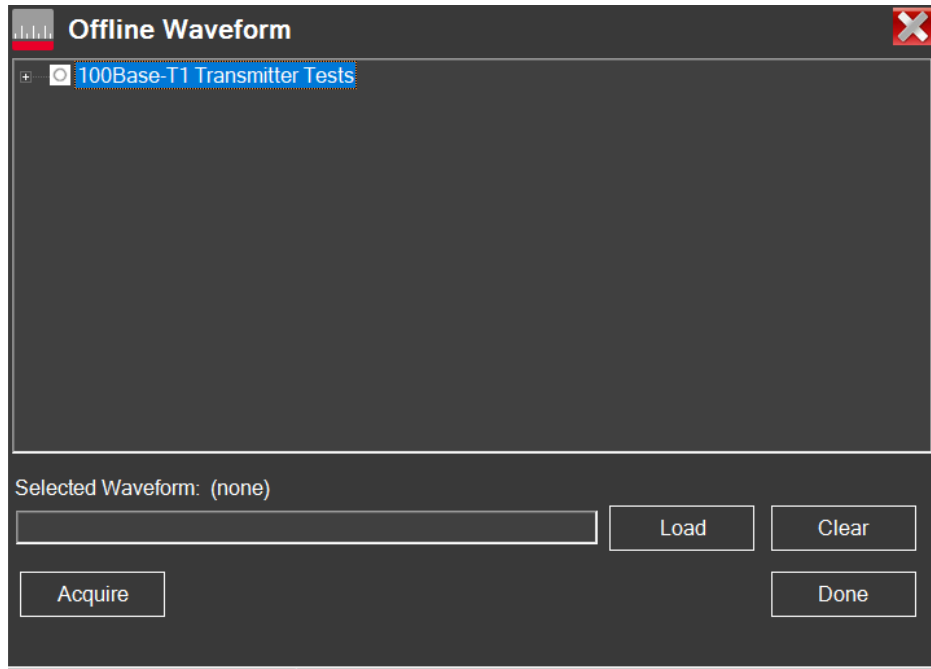 Offline Waveform
100Base-T1 Transmitter Tests
Selected Waveform: (none)
Load
Clear
Acquire
Done